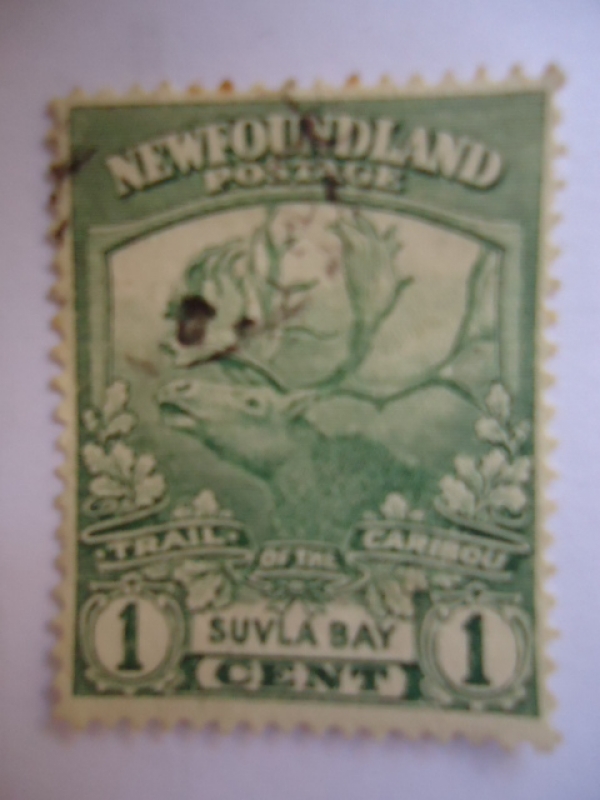 NEWFOUNDLAND
POSTAGE
TRAIL OF THE CARIBOU
1 SUVLA BAY 1
CENT